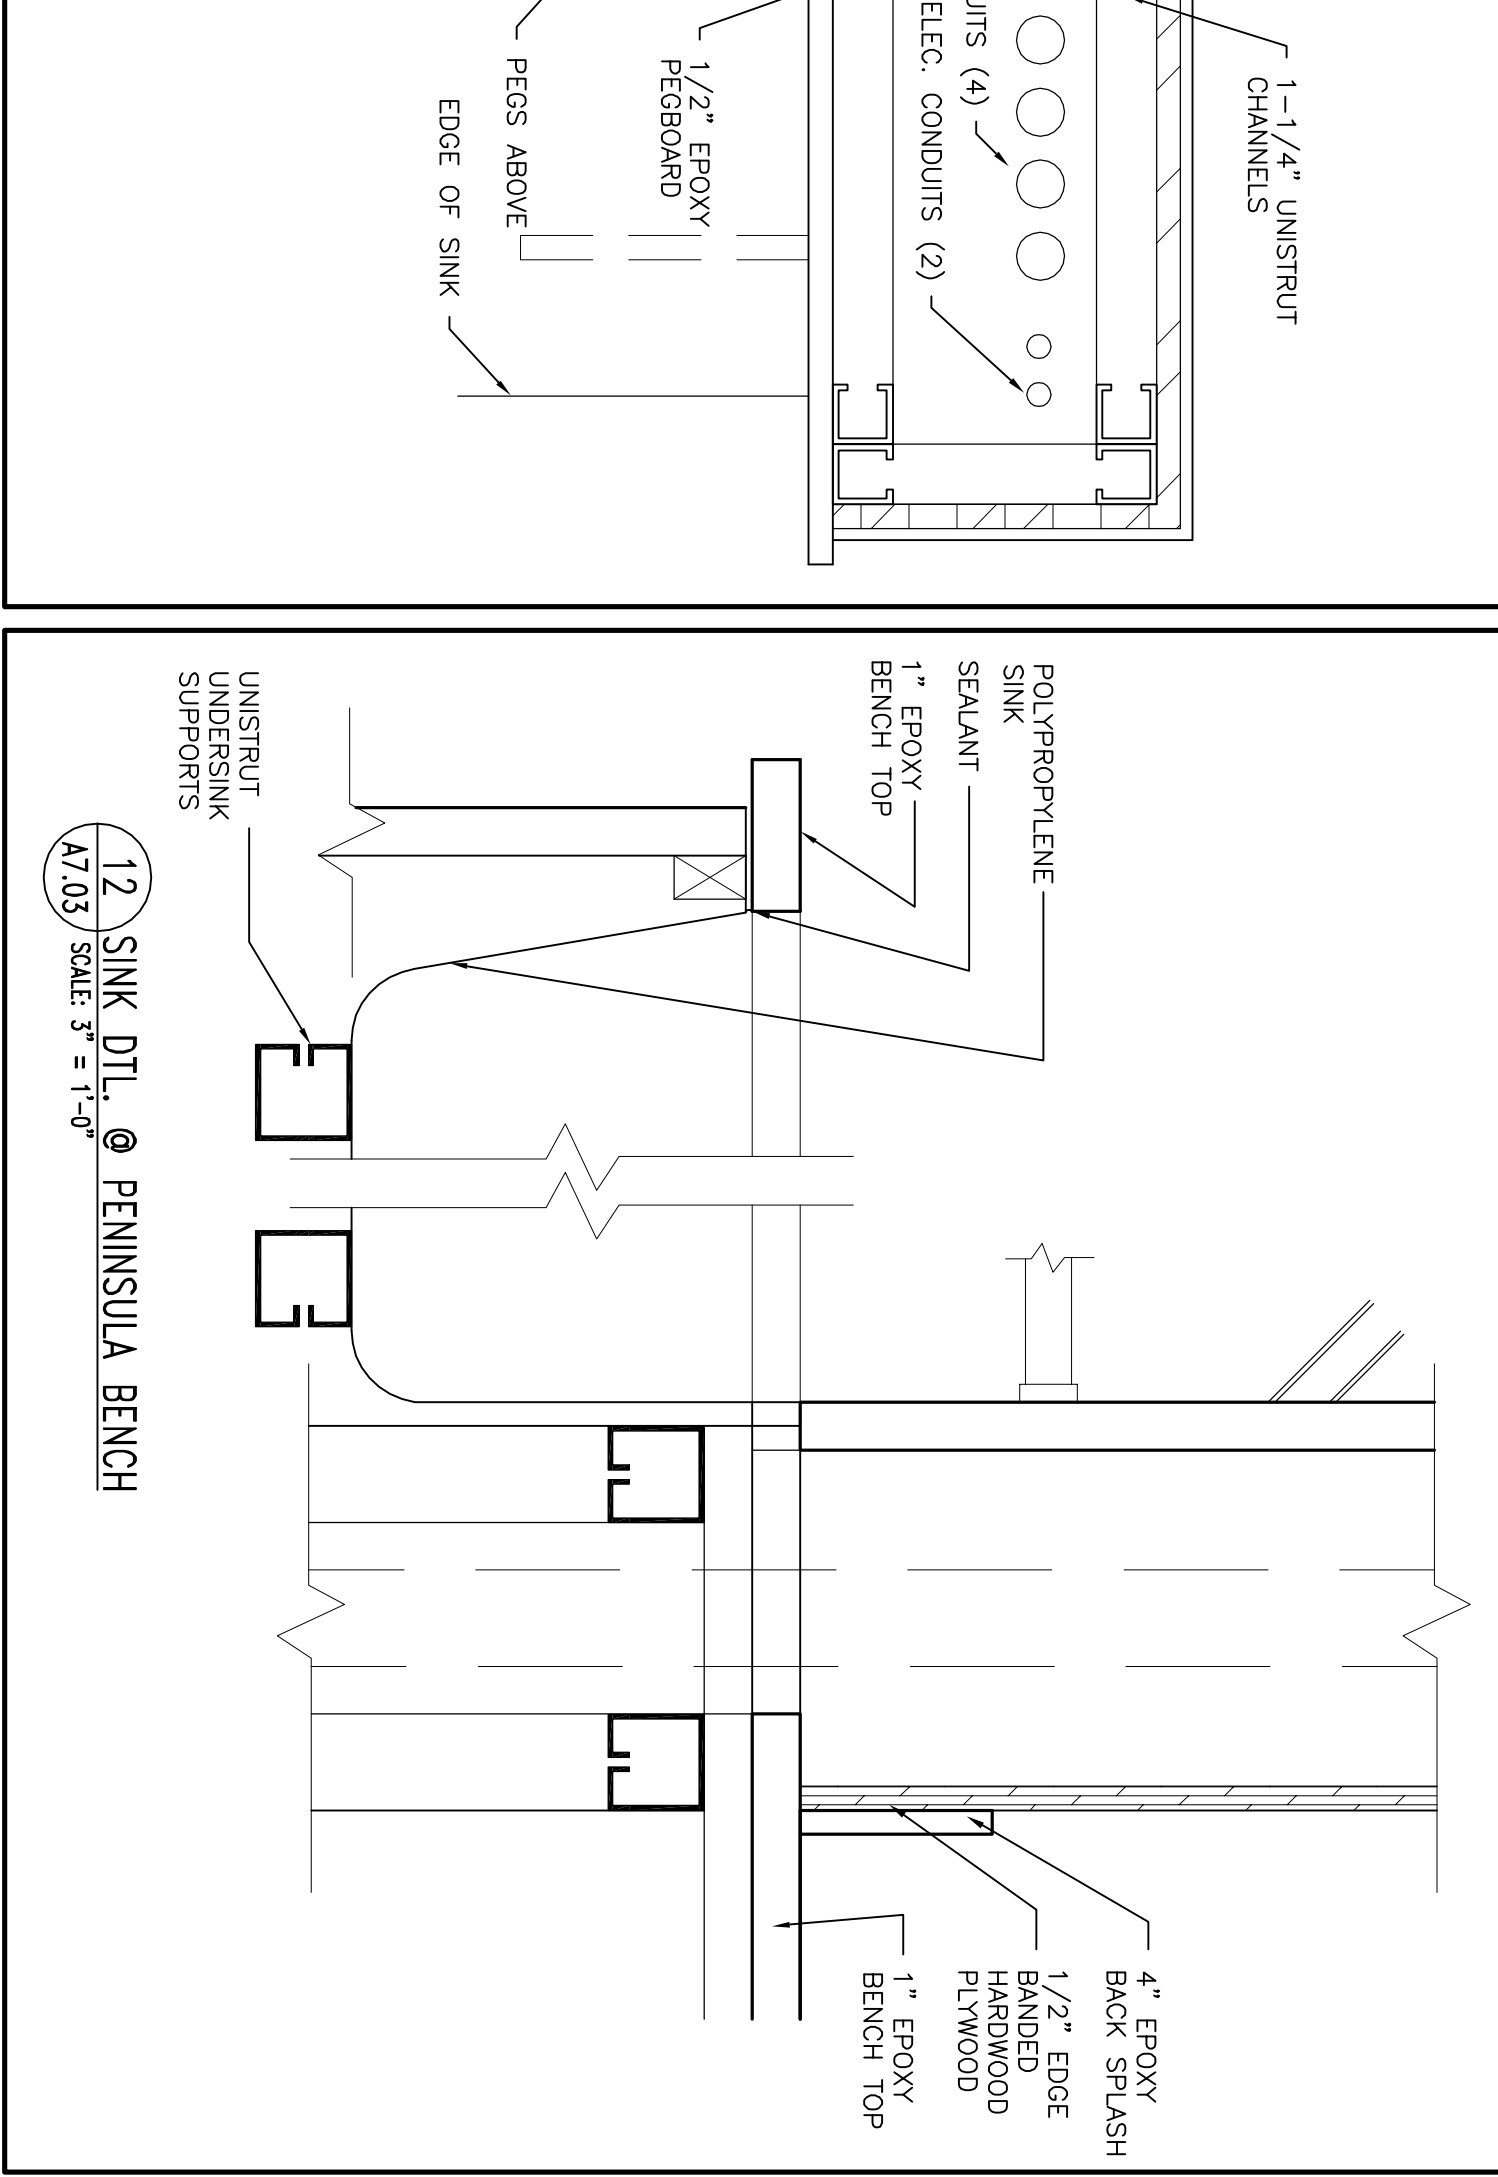 1-1/4" UNISTRUT
CHANNELS
UITS (4)
ELEC. CONDUITS (2)
1/2" EPOXY
PEGBOARD
PEGS ABOVE
EDGE OF SINK
POLYPROPYLENE
SINK
SEALANT
1" EPOXY
BENCH TOP
UNISTRUT
UNDERSINK
SUPPORTS
4" EPOXY
BACK SPLASH
1/2" EDGE
BANDED
HARDWOOD
PLYWOOD
1" EPOXY
BENCH TOP
12 SINK DTL. @ PENINSULA BENCH
A7.03 SCALE: 3" = 1'-0"